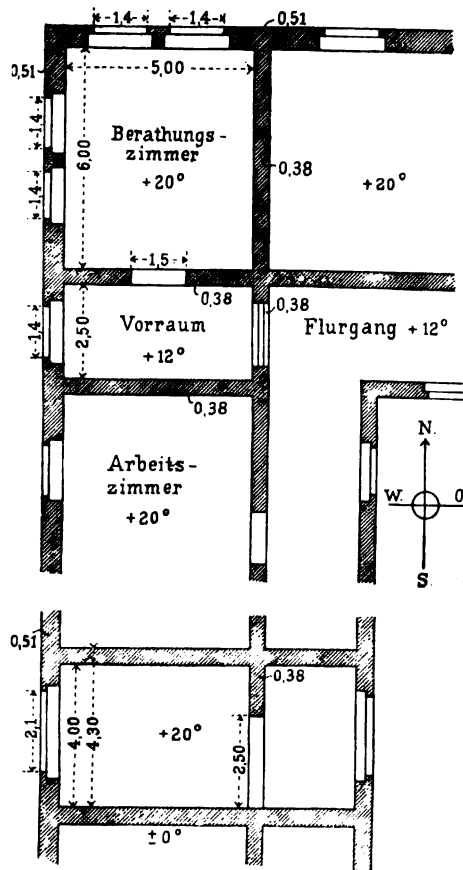 1,4 1,4 0,51
0,51 5,00
1,4 6,00 Berathungs-
zimmer
+20° 0,38 +20°
1,4
1,5
0,38 0,38
1,4 2,50 Vorraum Flurgang +12°
+12°
0,38
Arbeits-
zimmer
+20°
N.
W. 0
S.
0,51
0,38
2,1 4,00 4,30 +20° 2,50
±0°